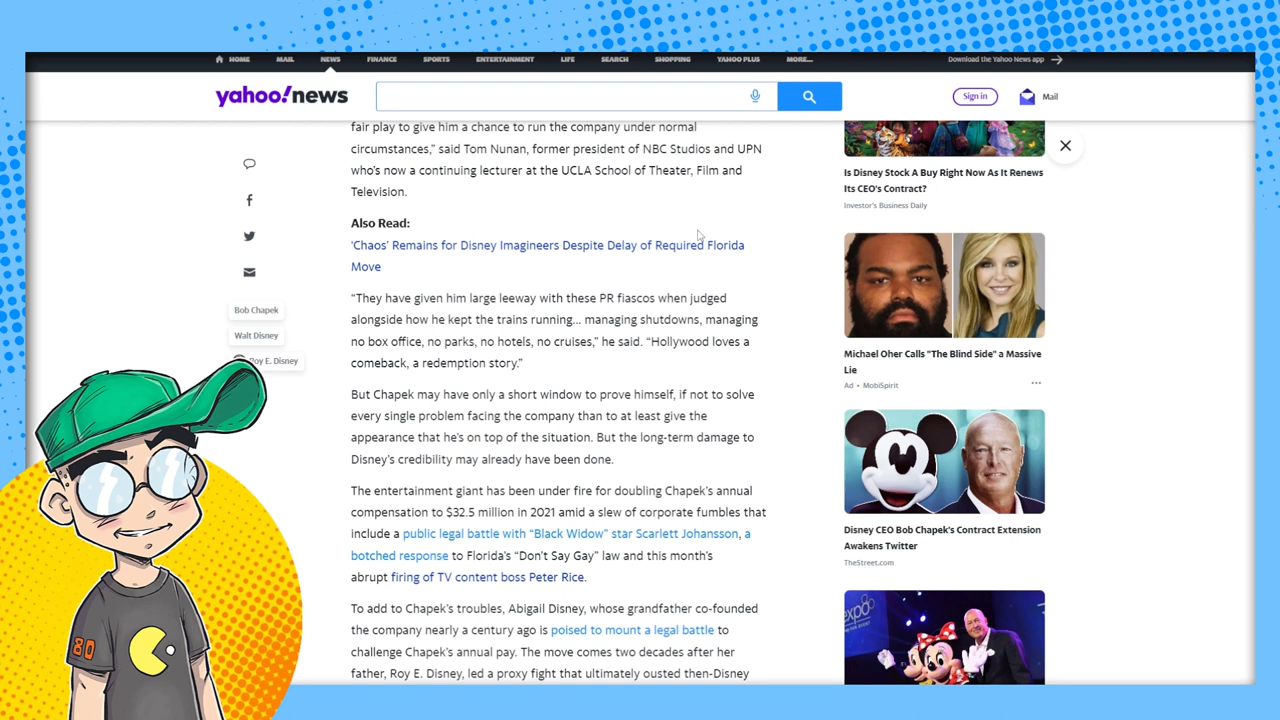 HOME MAIL NEWS FINANCE SPORTS ENTERTAINMENT LIFE SEARCH SHOPPING YAHOO PLUS MORE... Download the Yahoo News app
yahoo!news
Sign in
Mail
fair play to give him a chance to run the company under normal
circumstances,” said Tom Nunan, former president of NBC Studios and UPN
who's now a continuing lecturer at the UCLA School of Theater, Film and
Television.
Also Read:
‘Chaos’ Remains for Disney Imagineers Despite Delay of Required Florida
Move
“They have given him large leeway with these PR fiascos when judged
alongside how he kept the trains running... managing shutdowns, managing
no box office, no parks, no hotels, no cruises,” he said. “Hollywood loves a
comeback, a redemption story.”
But Chapek may have only a short window to prove himself, if not to solve
every single problem facing the company than to at least give the
appearance that he's on top of the situation. But the long-term damage to
Disney's credibility may already have been done.
The entertainment giant has been under fire for doubling Chapek's annual
compensation to $32.5 million in 2021 amid a slew of corporate fumbles that
include a public legal battle with “Black Widow” star Scarlett Johansson, a
botched response to Florida's “Don't Say Gay” law and this month's
abrupt firing of TV content boss Peter Rice.
To add to Chapek's troubles, Abigail Disney, whose grandfather co-founded
the company nearly a century ago is poised to mount a legal battle to
challenge Chapek's annual pay. The move comes two decades after her
father, Roy E. Disney, led a proxy fight that ultimately ousted then-Disney
Bob Chapek
Walt Disney
Roy E. Disney
Is Disney Stock A Buy Right Now As It Renews
Its CEO's Contract?
Investor's Business Daily
Michael Oher Calls "The Blind Side" a Massive
Lie
Ad • MobiSpirit
...
Disney CEO Bob Chapek's Contract Extension
Awakens Twitter
TheStreet.com
expo
80